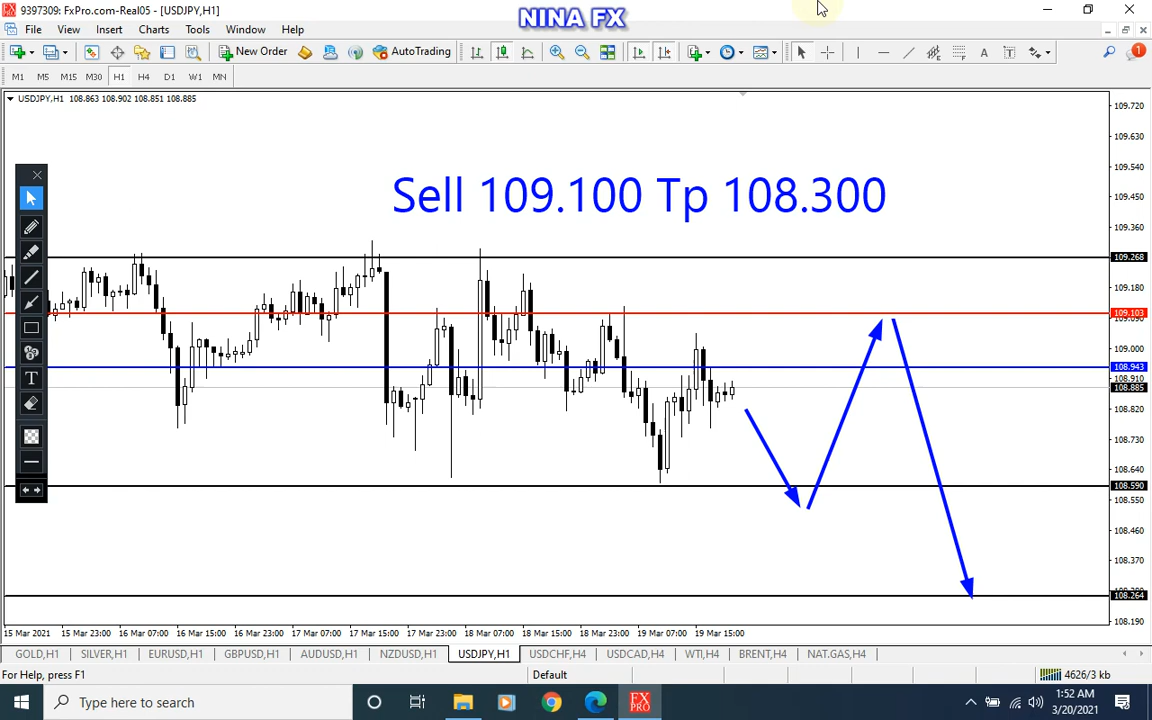 9397309: FxPro.com-Real05 - [USDJPY,H1]
NINA FX
File View Insert Charts Tools Window Help
New Order AutoTrading
1
M1 M5 M15 M30 H1 H4 D1 W1 MN
USDJPY,H1 108.863 108.902 108.851 108.885
109.720
109.630
109.540
Sell 109.100 Tp 108.300
109.450
109.360
109.268
109.180
109.103
109.090
109.000
108.943
108.910
108.885
108.820
108.730
108.640
108.590
108.550
108.460
108.370
108.264
108.190
15 Mar 2021 15 Mar 23:00 16 Mar 07:00 16 Mar 15:00 16 Mar 23:00 17 Mar 07:00 17 Mar 15:00 17 Mar 23:00 18 Mar 07:00 18 Mar 15:00 18 Mar 23:00 19 Mar 07:00 19 Mar 15:00
GOLD,H1 SILVER,H1 EURUSD,H1 GBPUSD,H1 AUDUSD,H1 NZDUSD,H1 USDJPY,H1 USDCHF,H4 USDCAD,H4 WTI,H4 BRENT,H4 NAT.GAS,H4
For Help, press F1 Default 4626/3 kb
Type here to search
FX PRO
1:52 AM
3/20/2021